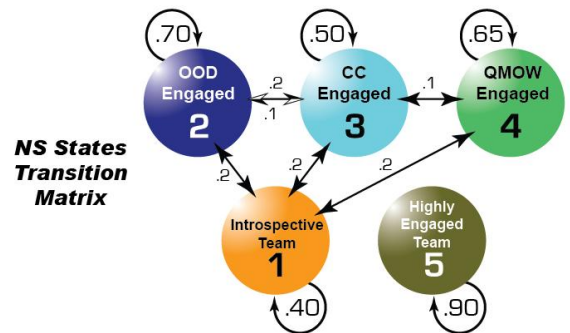 .70
.50
.65
OOD
Engaged
2
.2
.1
CC
Engaged
3
.1
QMOW
Engaged
4
NS States
Transition
Matrix
.2
.2
.2
Introspective
Team
1
Highly
Engaged
Team
5
.40
.90